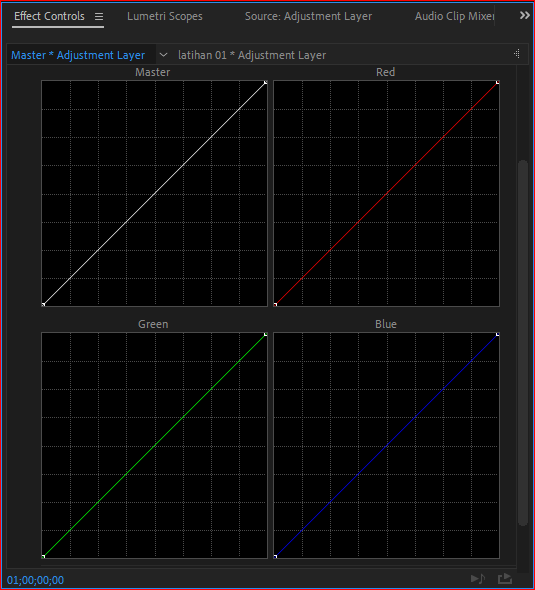 Effect Controls Lumetri Scopes Source: Adjustment Layer Audio Clip Mixer
Master * Adjustment Layer latihan 01 * Adjustment Layer
Master Red
Green Blue
01;00;00;00